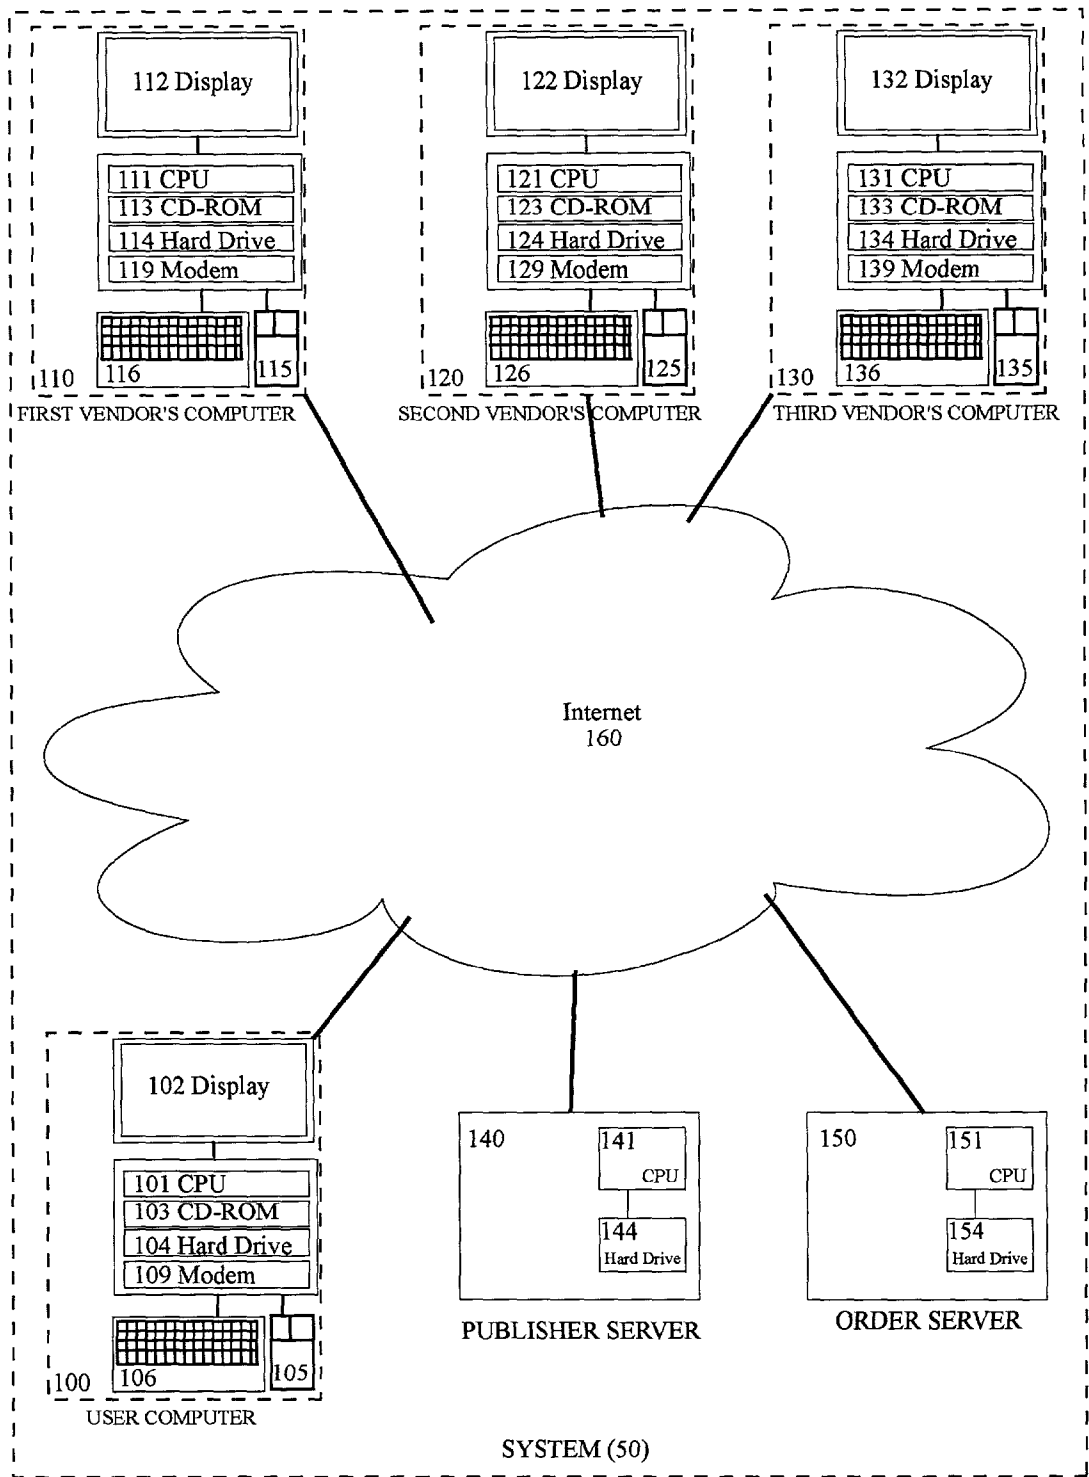 112 Display
111 CPU
113 CD-ROM
114 Hard Drive
119 Modem
116
115
110
FIRST VENDOR'S COMPUTER
122 Display
121 CPU
123 CD-ROM
124 Hard Drive
129 Modem
126
125
120
SECOND VENDOR'S COMPUTER
132 Display
131 CPU
133 CD-ROM
134 Hard Drive
139 Modem
136
135
130
THIRD VENDOR'S COMPUTER
Internet
160
102 Display
101 CPU
103 CD-ROM
104 Hard Drive
109 Modem
106
105
100
USER COMPUTER
140
141
CPU
144
Hard Drive
PUBLISHER SERVER
150
151
CPU
154
Hard Drive
ORDER SERVER
SYSTEM (50)